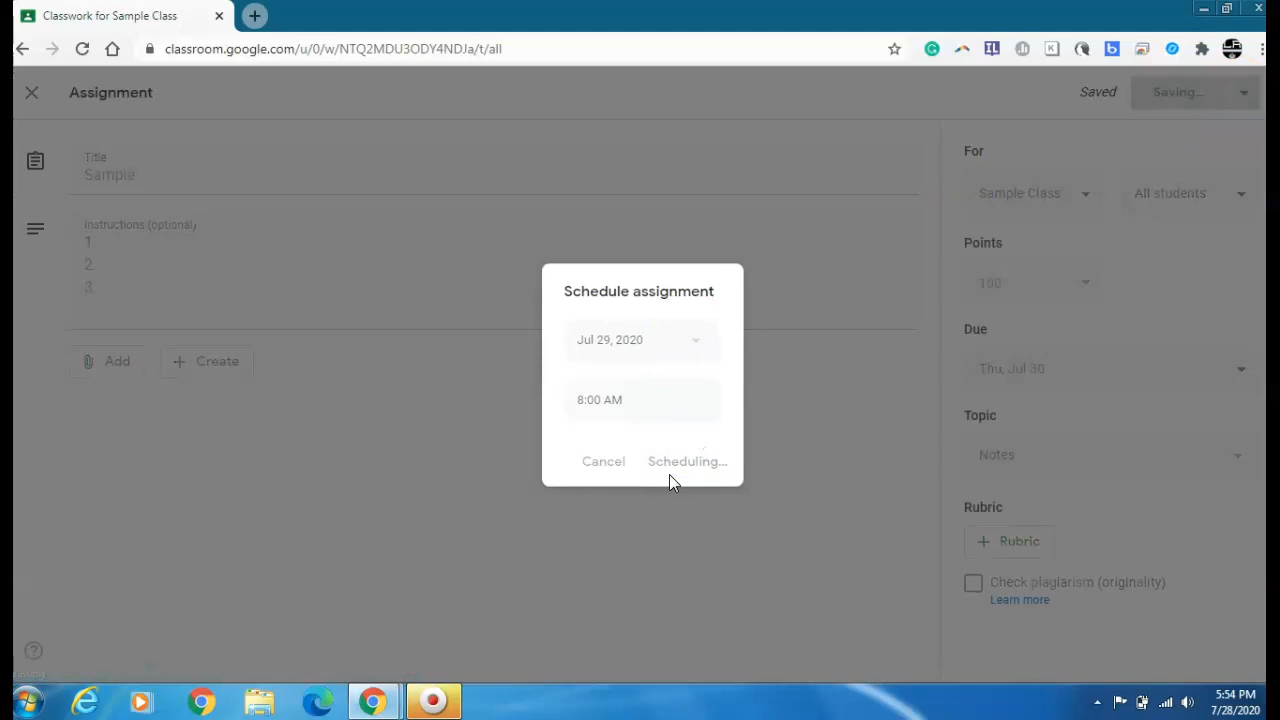 Classwork for Sample Class
classroom.google.com/u/0/w/NTQ2MDU3ODY4NDJa/t/all
Assignment
Saved
Saving...
Title
Sample
Instructions (optional)
1
2.
3.
Add
Create
For
Sample Class
All students
Points
100
Due
Thu, Jul 30
Topic
Notes
Rubric
Rubric
Check plagiarism (originality)
Learn more
Schedule assignment
Jul 29, 2020
8:00 AM
Cancel
Scheduling...
5:54 PM
7/28/2020